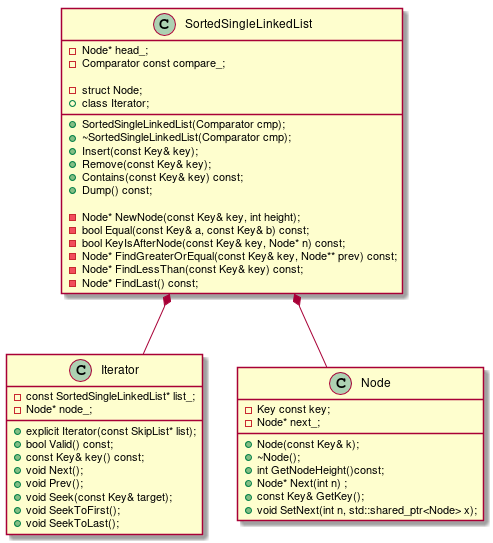 C SortedSingleLinkedList
Node* head_;
Comparator const compare_;
struct Node;
class Iterator;
SortedSingleLinkedList(Comparator cmp);
~SortedSingleLinkedList(Comparator cmp);
Insert(const Key& key);
Remove(const Key& key);
Contains(const Key& key) const;
Dump() const;
Node* NewNode(const Key& key, int height);
bool Equal(const Key& a, const Key& b) const;
bool KeyIsAfterNode(const Key& key, Node* n) const;
Node* FindGreaterOrEqual(const Key& key, Node** prev) const;
Node* FindLessThan(const Key& key) const;
Node* FindLast() const;
C Iterator
const SortedSingleLinkedList* list_;
Node* node_;
explicit Iterator(const SkipList* list);
bool Valid() const;
const Key& key() const;
void Next();
void Prev();
void Seek(const Key& target);
void SeekToFirst();
void SeekToLast();
C Node
Key const key;
Node* next_;
Node(const Key& k);
~Node();
int GetNodeHeight()const;
Node* Next(int n) ;
const Key& GetKey();
void SetNext(int n, std::shared_ptr<Node> x);